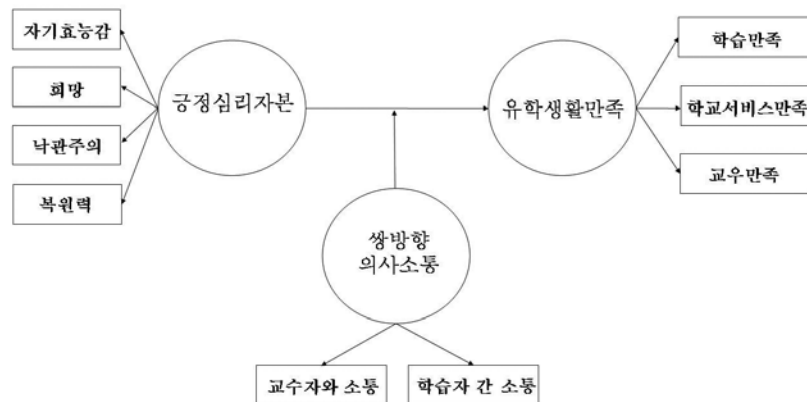 자기효능감
희망
낙관주의
복원력
긍정심리자본
유학생활만족
학습만족
학교서비스만족
교우만족
쌍방향
의사소통
교수자와 소통
학습자 간 소통